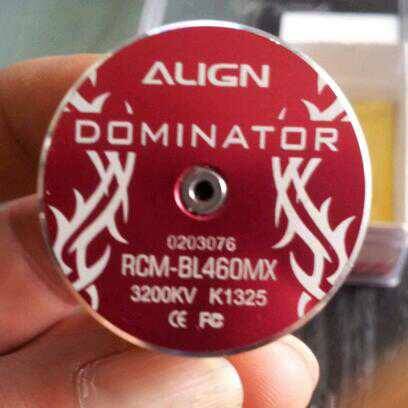 ALIGN
DOMINATOR
0203076
RCM-BL460MX
3200KV K1325
CE FC